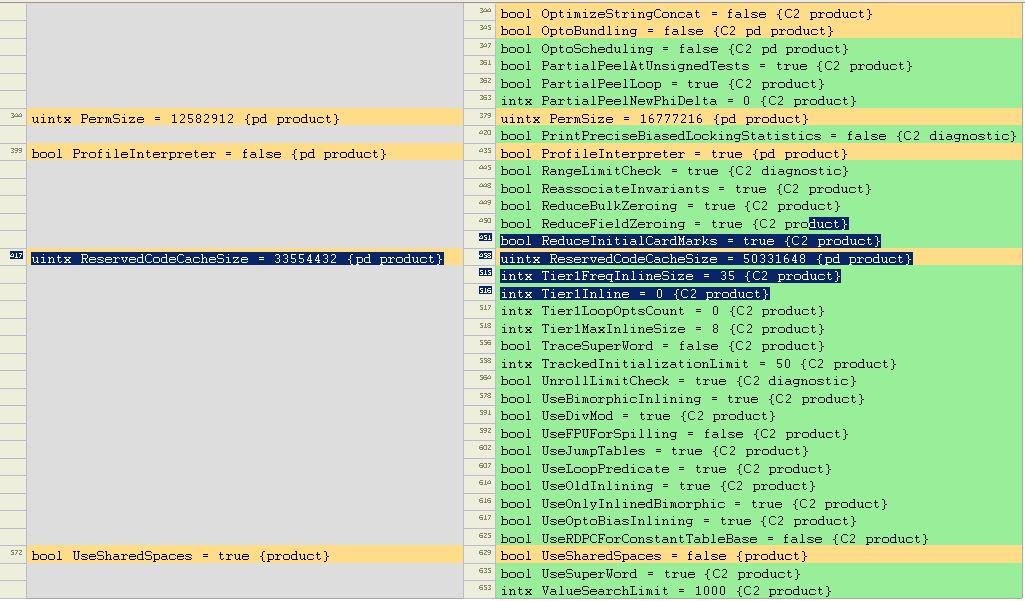 344 bool OptimizeStringConcat = false {C2 product}
345 bool OptoBundling = false {C2 pd product}
347 bool OptoScheduling = false {C2 pd product}
361 bool PartialPeelAtUnsignedTests = true {C2 product}
362 bool PartialPeelLoop = true {C2 product}
363 intx PartialPeelNewPhiDelta = 0 {C2 product}
344 uintx PermSize = 12582912 {pd product} 379 uintx PermSize = 16777216 {pd product}
420 bool PrintPreciseBiasedLockingStatistics = false {C2 diagnostic}
399 bool ProfileInterpreter = false {pd product} 435 bool ProfileInterpreter = true {pd product}
445 bool RangeLimitCheck = true {C2 diagnostic}
448 bool ReassociateInvariants = true {C2 product}
449 bool ReduceBulkZeroing = true {C2 product}
450 bool ReduceFieldZeroing = true {C2 product}
451 bool ReduceInitialCardMarks = true {C2 product}
417 uintx ReservedCodeCacheSize = 33554432 {pd product} 458 uintx ReservedCodeCacheSize = 50331648 {pd product}
515 intx Tier1FreqInlineSize = 35 {C2 product}
516 intx Tier1Inline = 0 {C2 product}
517 intx Tier1LoopOptsCount = 0 {C2 product}
518 intx Tier1MaxInlineSize = 8 {C2 product}
556 bool TraceSuperWord = false {C2 product}
558 intx TrackedInitializationLimit = 50 {C2 product}
564 bool UnrollLimitCheck = true {C2 diagnostic}
578 bool UseBimorphicInlining = true {C2 product}
591 bool UseDivMod = true {C2 product}
592 bool UseFPUForSpilling = false {C2 product}
602 bool UseJumpTables = true {C2 product}
607 bool UseLoopPredicate = true {C2 product}
614 bool UseOldInlining = true {C2 product}
616 bool UseOnlyInlinedBimorphic = true {C2 product}
617 bool UseOptoBiasInlining = true {C2 product}
625 bool UseRDPCForConstantTableBase = false {C2 product}
572 bool UseSharedSpaces = true {product} 629 bool UseSharedSpaces = false {product}
635 bool UseSuperWord = true {C2 product}
653 intx ValueSearchLimit = 1000 {C2 product}